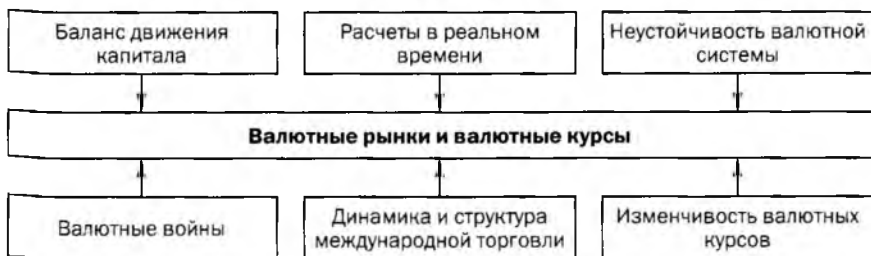 Баланс движения
капитала
Расчеты в реальном
времени
Неустойчивость валютной
системы
Валютные рынки и валютные курсы
Валютные войны
Динамика и структура
международной торговли
Изменчивость валютных
курсов